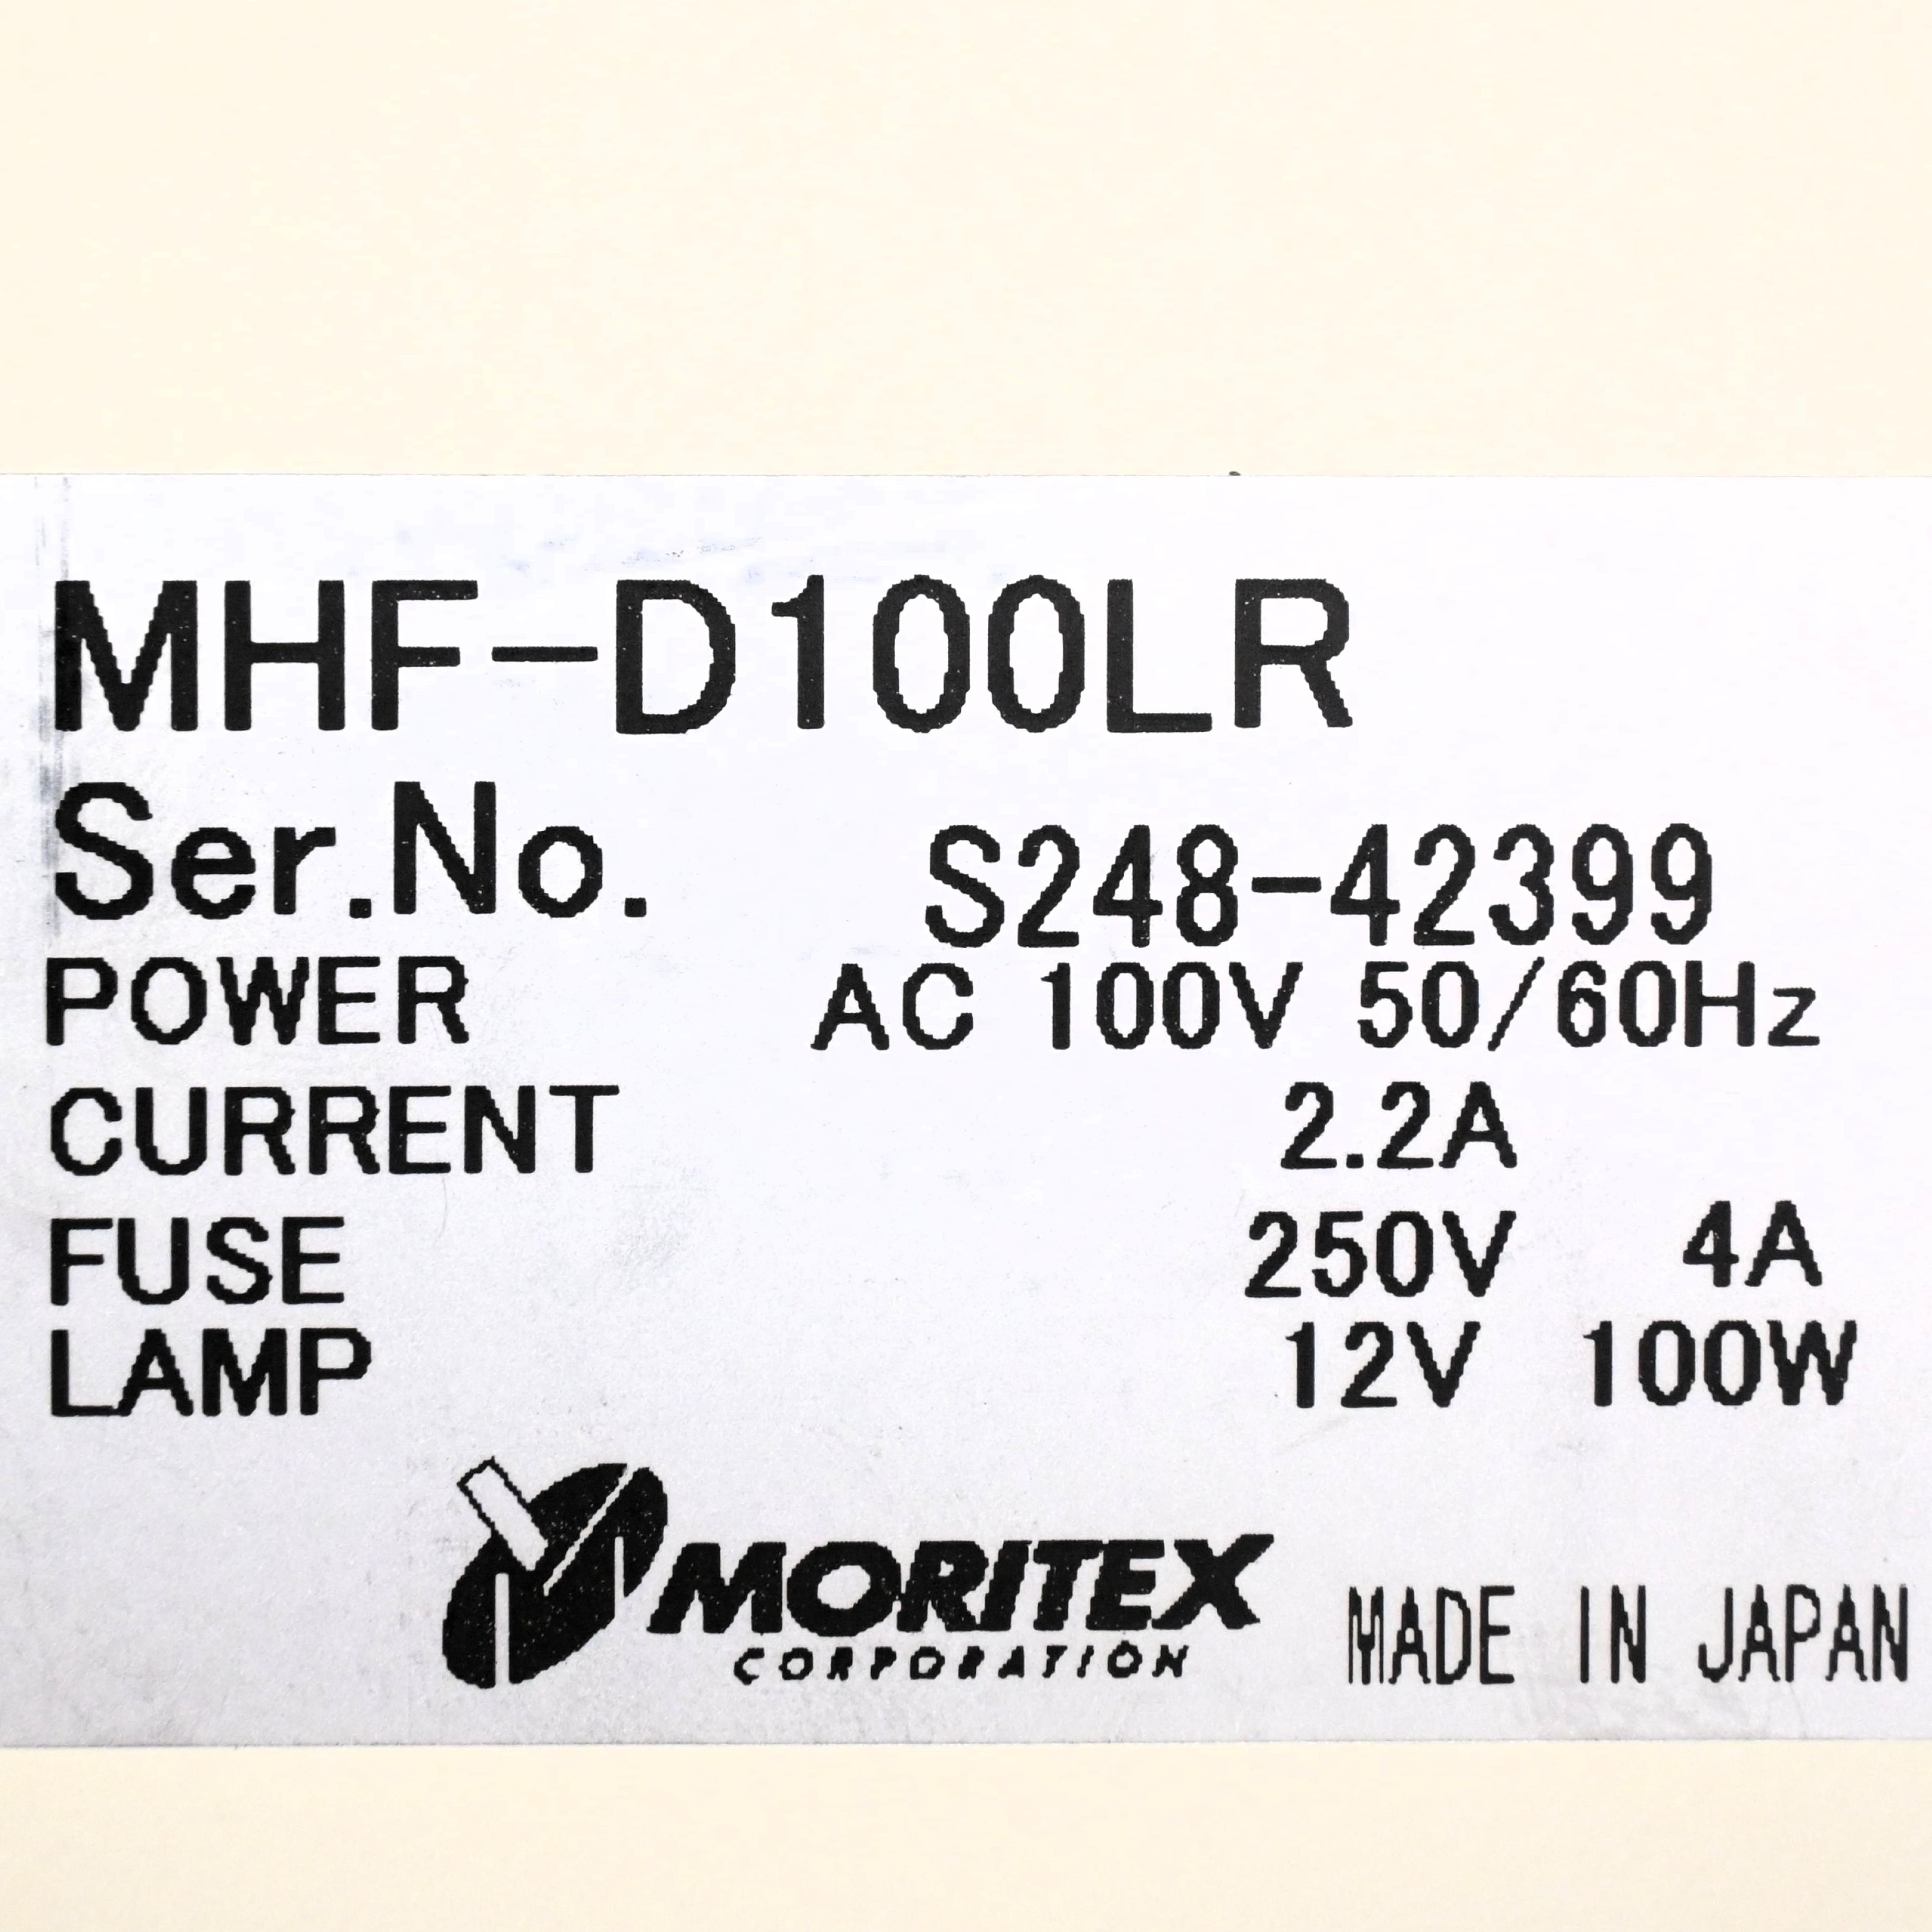 MHF-D100LR
Ser.No. S248-42399
POWER AC 100V 50/60Hz
CURRENT 2.2A
FUSE 250V 4A
LAMP 12V 100W
MORITEX
CORPORATION
MADE IN JAPAN